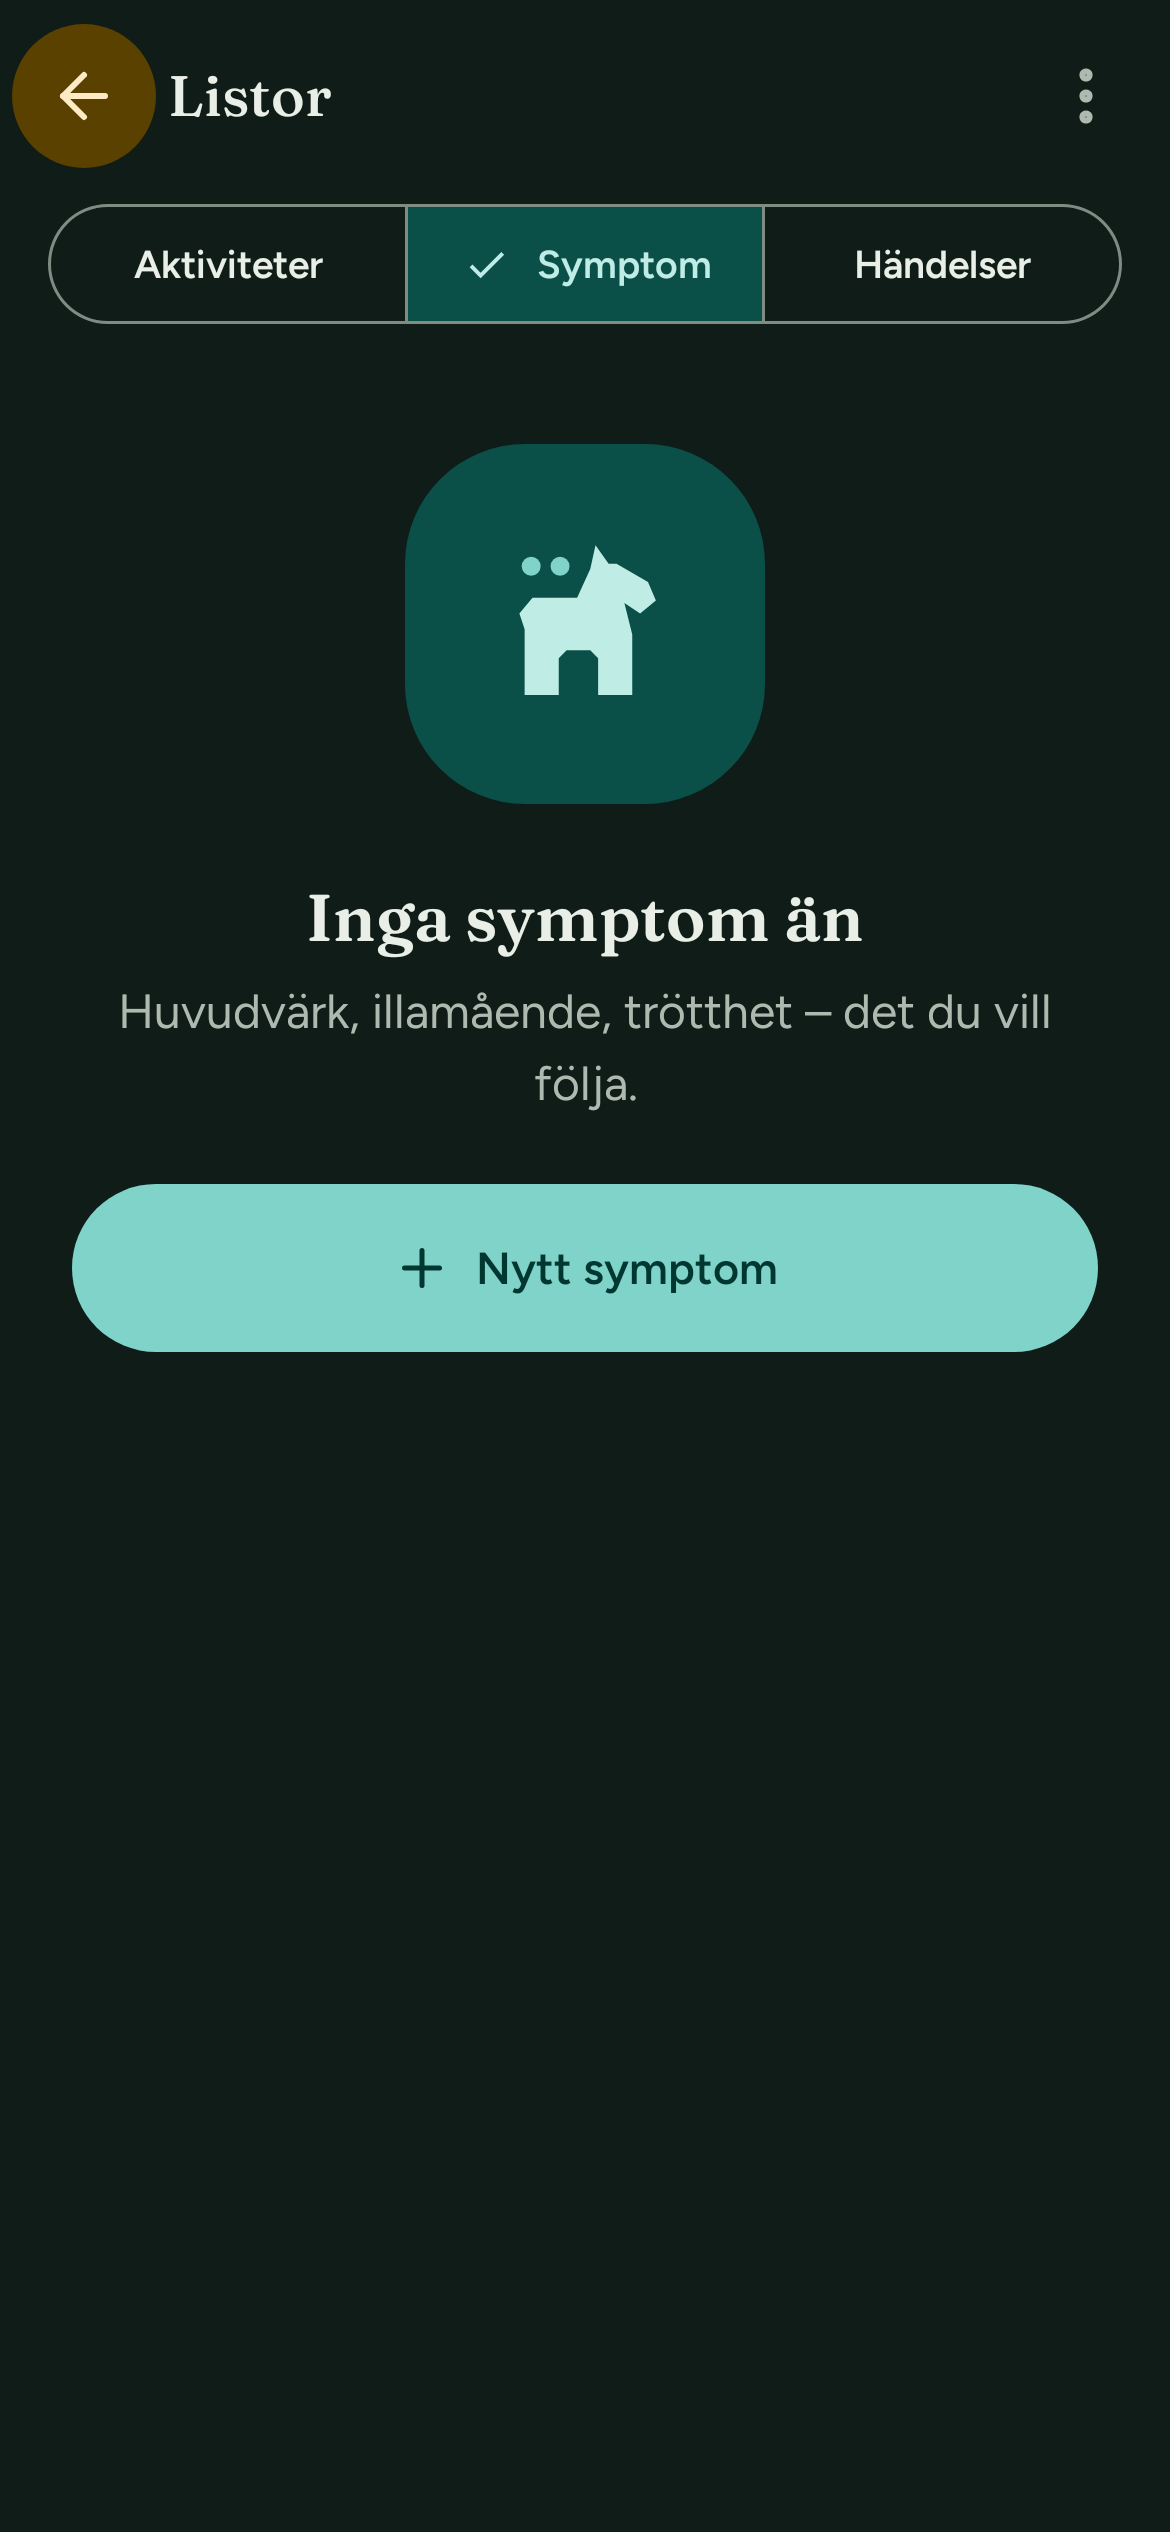 Listor
Aktiviteter
Symptom
Händelser
Inga symptom än
Huvudvärk, illamående, trötthet – det du vill
följa.
Nytt symptom